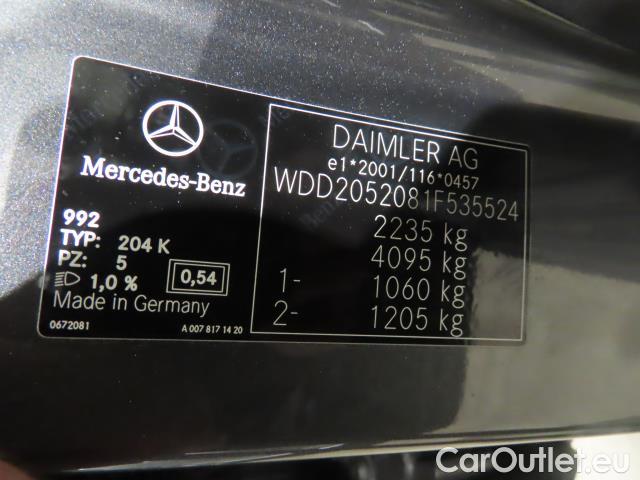 Mercedes-Benz
992
TYP: 204 K
PZ: 5
1,0 % 0,54
Made in Germany
0672081 A 007 817 14 20
DAIMLER AG
e1*2001/116*0457
WDD2052081F535524
2235 kg
4095 kg
1- 1060 kg
2- 1205 kg
CarOutlet.eu